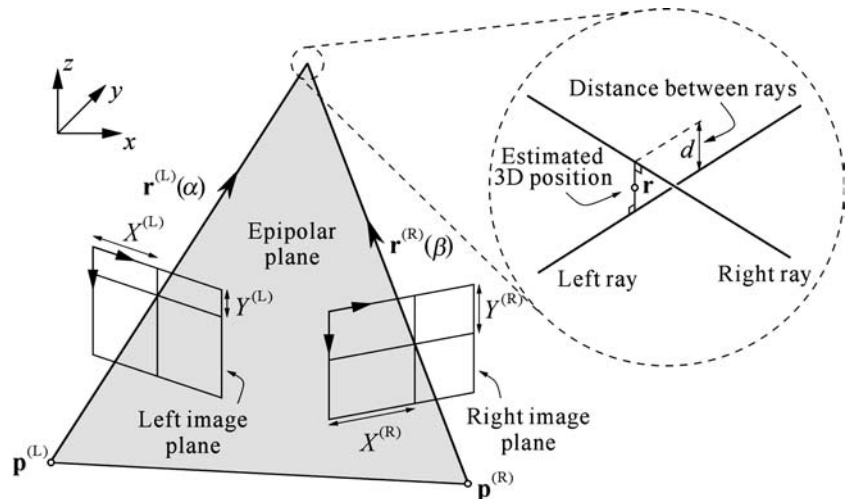 z
y
x
r(L)(α)
X(L)
Y(L)
Epipolar
plane
r(R)(β)
Y(R)
X(R)
Left image
plane
Right image
plane
p(L)
p(R)
Distance between rays
Estimated
3D position
r
d
Left ray
Right ray